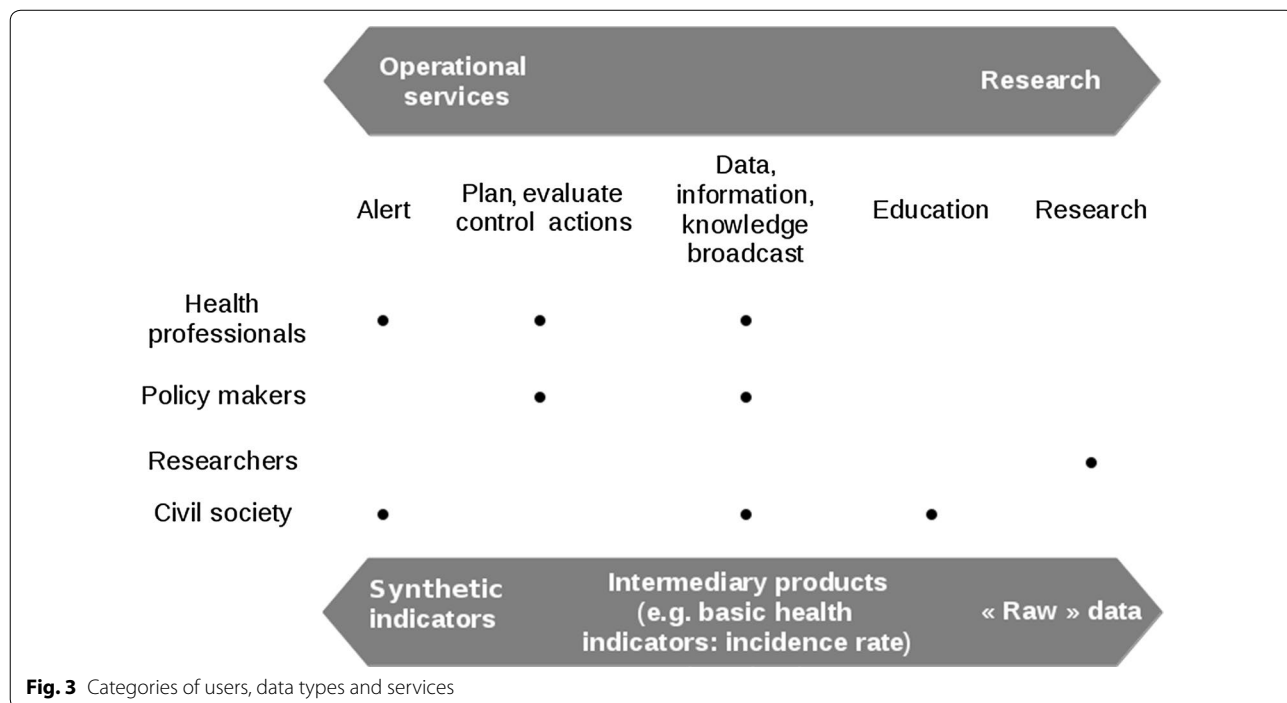 Operational
services
Research
Alert
Plan, evaluate
control actions
Data,
information,
knowledge
broadcast
Education
Research
Health
professionals
Policy makers
Researchers
Civil society
Synthetic
indicators
Intermediary products
(e.g. basic health
indicators: incidence rate)
« Raw » data
Fig. 3 Categories of users, data types and services